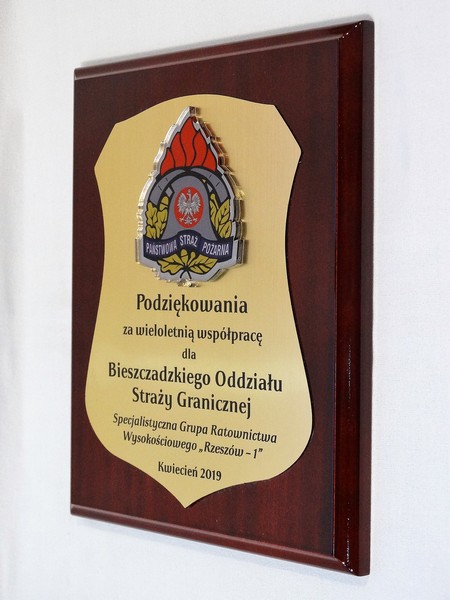 PAŃSTWOWA STRAŻ POŻARNA
Podziękowania
za wieloletnią współpracę
dla
Bieszczadzkiego Oddziału
Straży Granicznej
Specjalistyczna Grupa Ratownictwa
Wysokościowego „Rzeszów – 1”
Kwiecień 2019